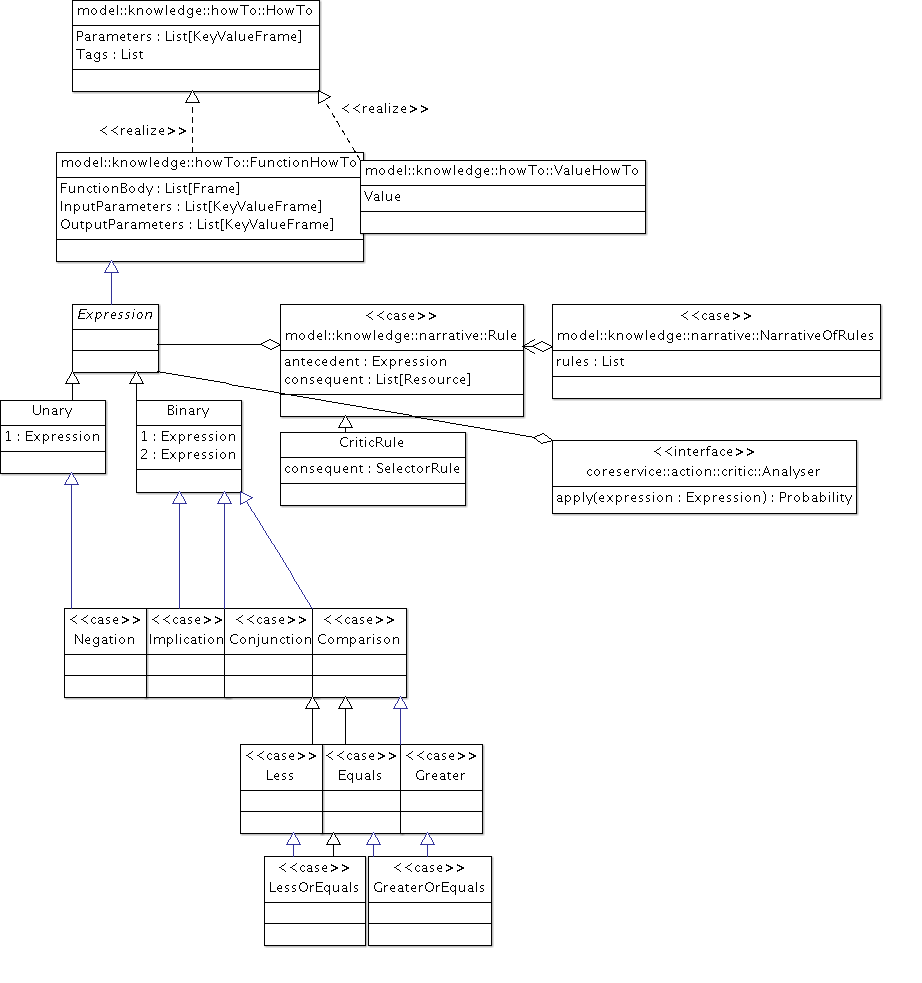 model::knowledge::howTo::HowTo
Parameters : List[KeyValueFrame]
Tags : List
<<realize>>
<<realize>>
model::knowledge::howTo::FunctionHowTo
FunctionBody : List[Frame]
InputParameters : List[KeyValueFrame]
OutputParameters : List[KeyValueFrame]
model::knowledge::howTo::ValueHowTo
Value
Expression
<<case>>
model::knowledge::narrative::Rule
antecedent : Expression
consequent : List[Resource]
<<case>>
model::knowledge::narrative::NarrativeOfRules
rules : List
Unary
1 : Expression
Binary
1 : Expression
2 : Expression
CriticRule
consequent : SelectorRule
<<interface>>
coreservice::action::critic::Analyser
apply(expression : Expression) : Probability
<<case>>
Negation
<<case>>
Implication
<<case>>
Conjunction
<<case>>
Comparison
<<case>>
Less
<<case>>
Equals
<<case>>
Greater
<<case>>
LessOrEquals
<<case>>
GreaterOrEquals